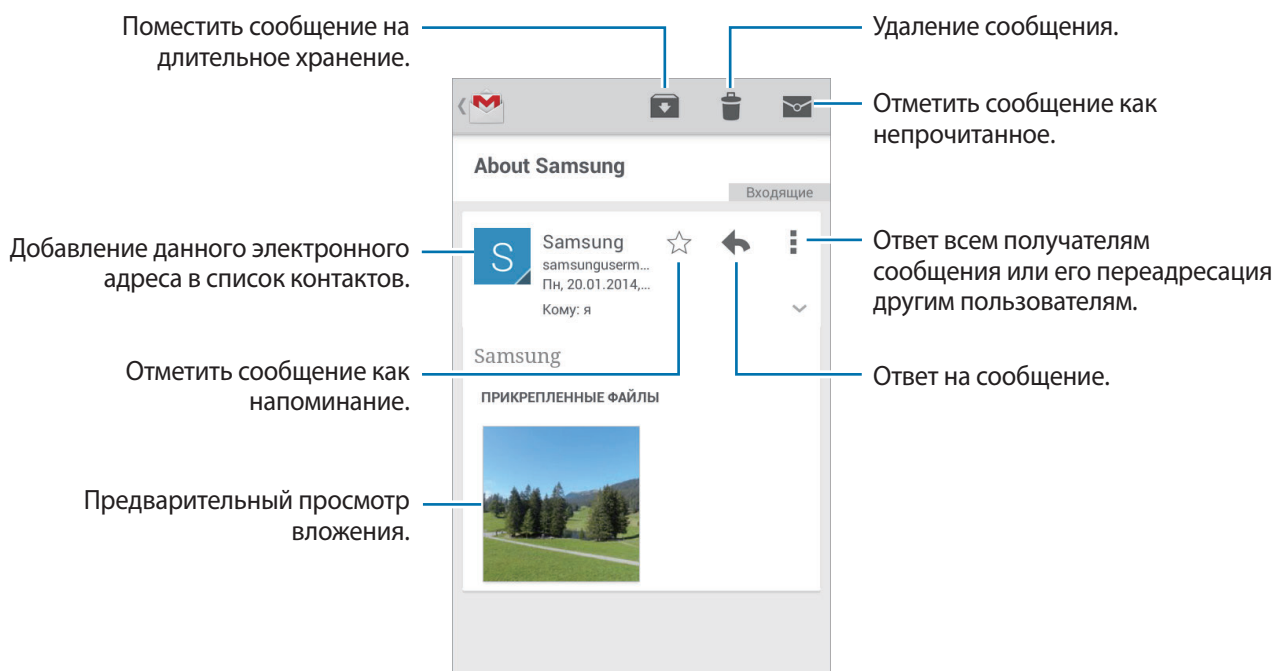 Поместить сообщение на
длительное хранение.
Удаление сообщения.
Отметить сообщение как
непрочитанное.
About Samsung
Входящие
Добавление данного электронного
адреса в список контактов.
S
Samsung
samsunguserm...
Пн, 20.01.2014,...
Кому: я
Ответ всем получателям
сообщения или его переадресация
другим пользователям.
Samsung
Отметить сообщение как
напоминание.
Ответ на сообщение.
ПРИКРЕПЛЕННЫЕ ФАЙЛЫ
Предварительный просмотр
вложения.